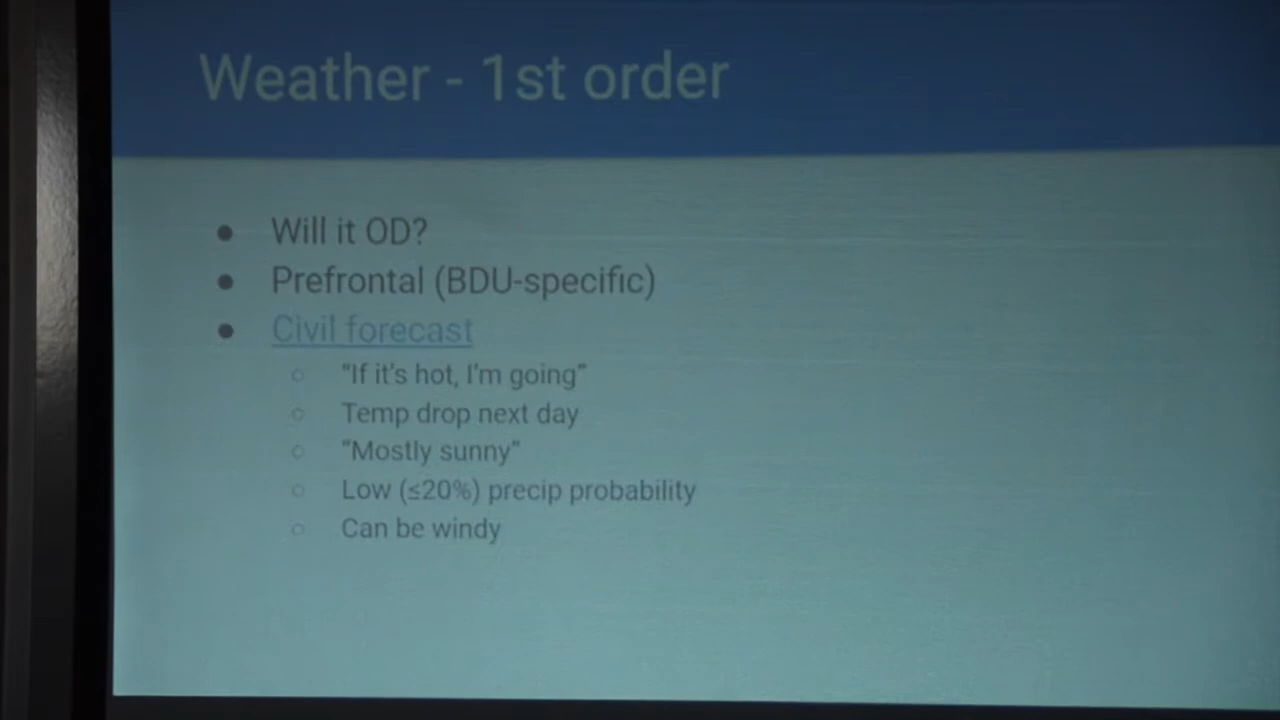 Weather - 1st order
Will it OD?
Prefrontal (BDU-specific)
Civil forecast
"If it's hot, I'm going"
Temp drop next day
"Mostly sunny"
Low (≤20%) precip probability
Can be windy